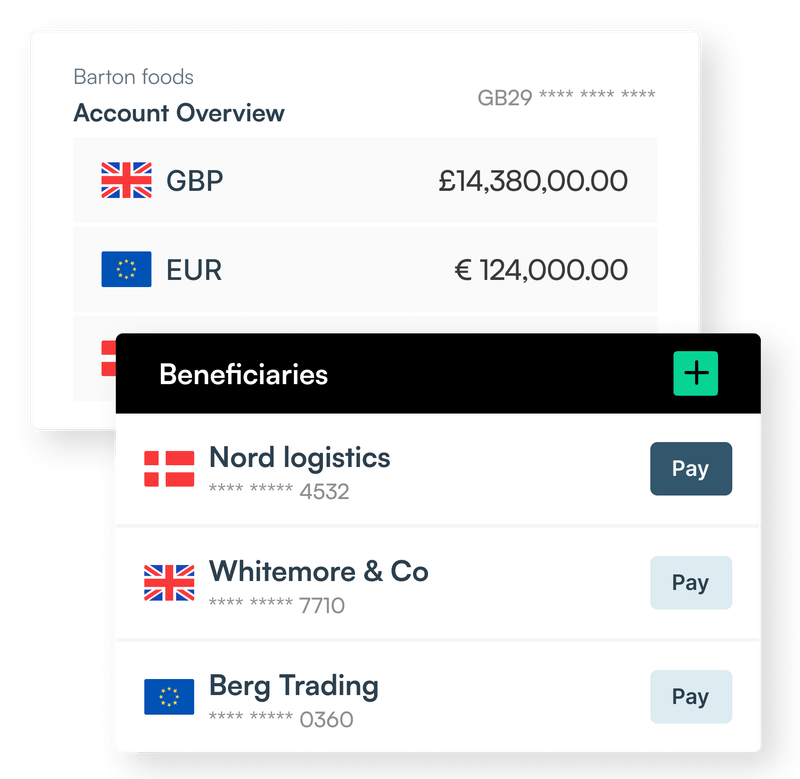 Barton foods
Account Overview
GB29 **** **** ****
GBP
£14,380,00.00
EUR
€ 124,000.00
Beneficiaries
+
Nord logistics
**** ***** 4532
Pay
Whitemore & Co
**** ***** 7710
Pay
Berg Trading
**** ***** 0360
Pay